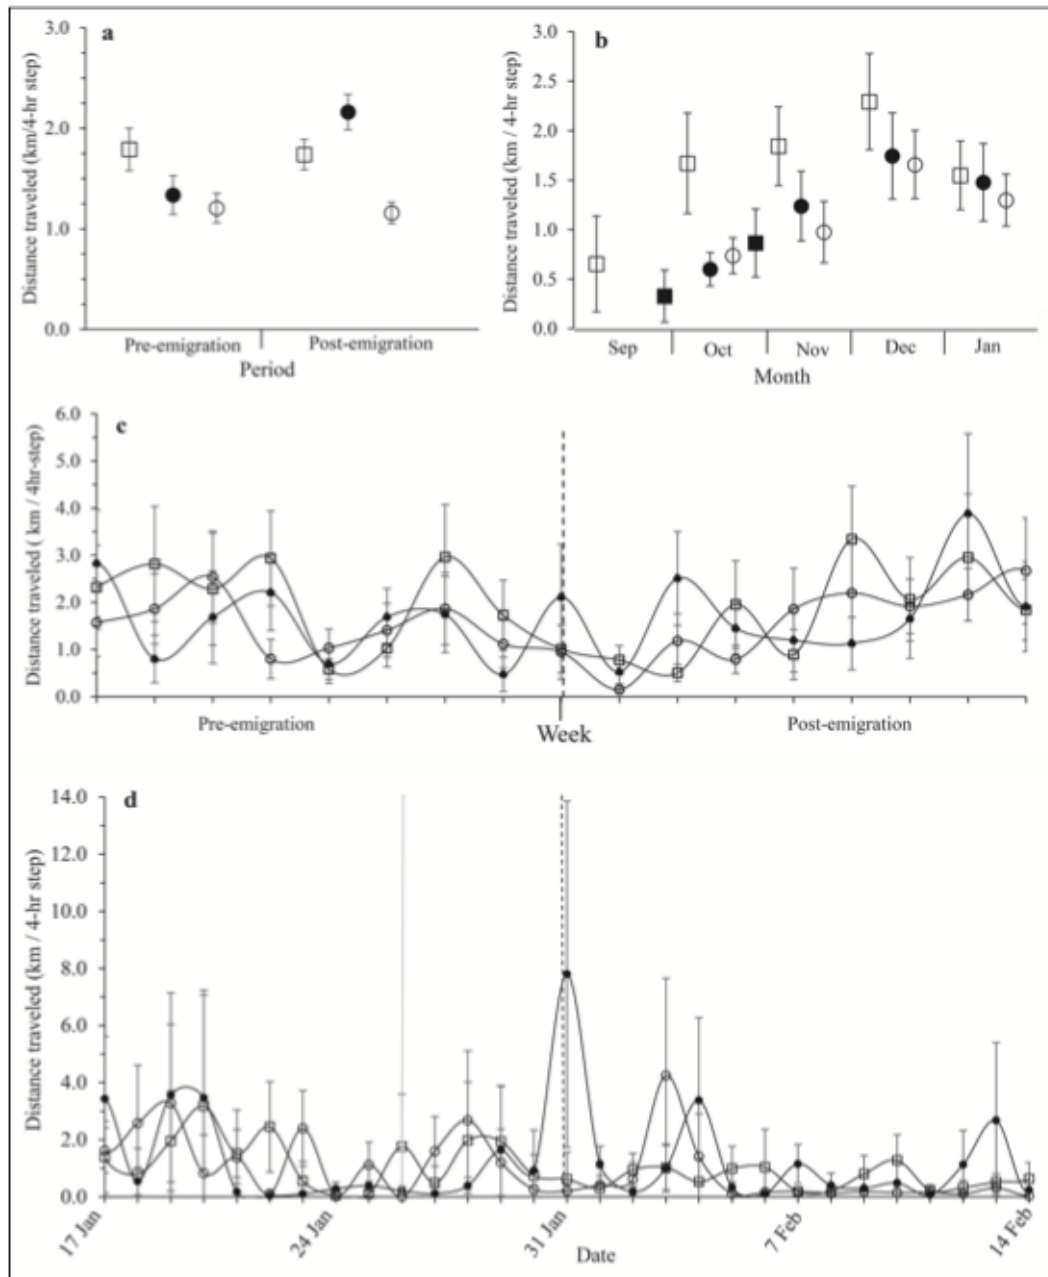 a
Distance traveled (km/4-hr step)
3.0
2.0
1.0
0.0
Pre-emigration
Post-emigration
Period
b
Distance traveled (km / 4-hr step)
3.0
2.5
2.0
1.5
1.0
0.5
0.0
Sep
Oct
Nov
Dec
Jan
Month
c
Distance traveled ( km / 4hr-step)
6.0
5.0
4.0
3.0
2.0
1.0
0.0
Pre-emigration
Week
Post-emigration
d
Distance traveled (km / 4-hr step)
14.0
12.0
10.0
8.0
6.0
4.0
2.0
0.0
17 Jan
24 Jan
31 Jan
7 Feb
14 Feb
Date